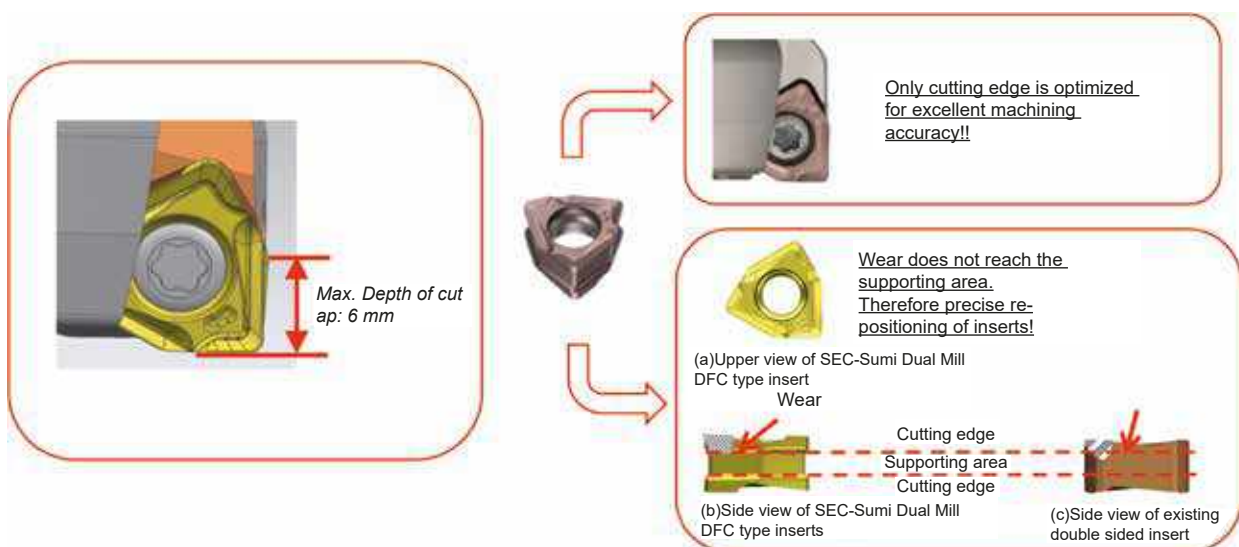 Max. Depth of cut
ap: 6 mm
Only cutting edge is optimized
for excellent machining
accuracy!!
Wear does not reach the
supporting area.
Therefore precise re-
positioning of inserts!
(a)Upper view of SEC-Sumi Dual Mill
DFC type insert
Wear
Cutting edge
Supporting area
Cutting edge
(b)Side view of SEC-Sumi Dual Mill
DFC type inserts
(c)Side view of existing
double sided insert